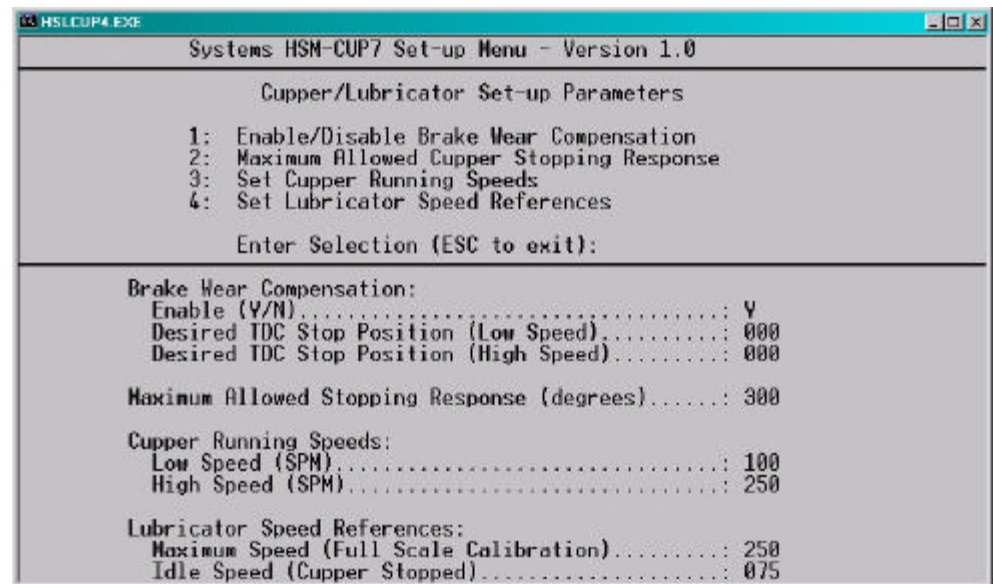 HSLCUP4.EXE
Systems HSM-CUP7 Set-up Menu - Version 1.0
Cupper/Lubricator Set-up Parameters
1: Enable/Disable Brake Wear Compensation
2: Maximum Allowed Cupper Stopping Response
3: Set Cupper Running Speeds
4: Set Lubricator Speed References
Enter Selection (ESC to exit):
Brake Wear Compensation:
Enable (Y/N)...................................: Y
Desired TDC Stop Position (Low Speed)..........: 000
Desired TDC Stop Position (High Speed).........: 000
Maximum Allowed Stopping Response (degrees)......: 300
Cupper Running Speeds:
Low Speed (SPM)................................: 100
High Speed (SPM)...............................: 250
Lubricator Speed References:
Maximum Speed (Full Scale Calibration).........: 250
Idle Speed (Cupper Stopped)....................: 075